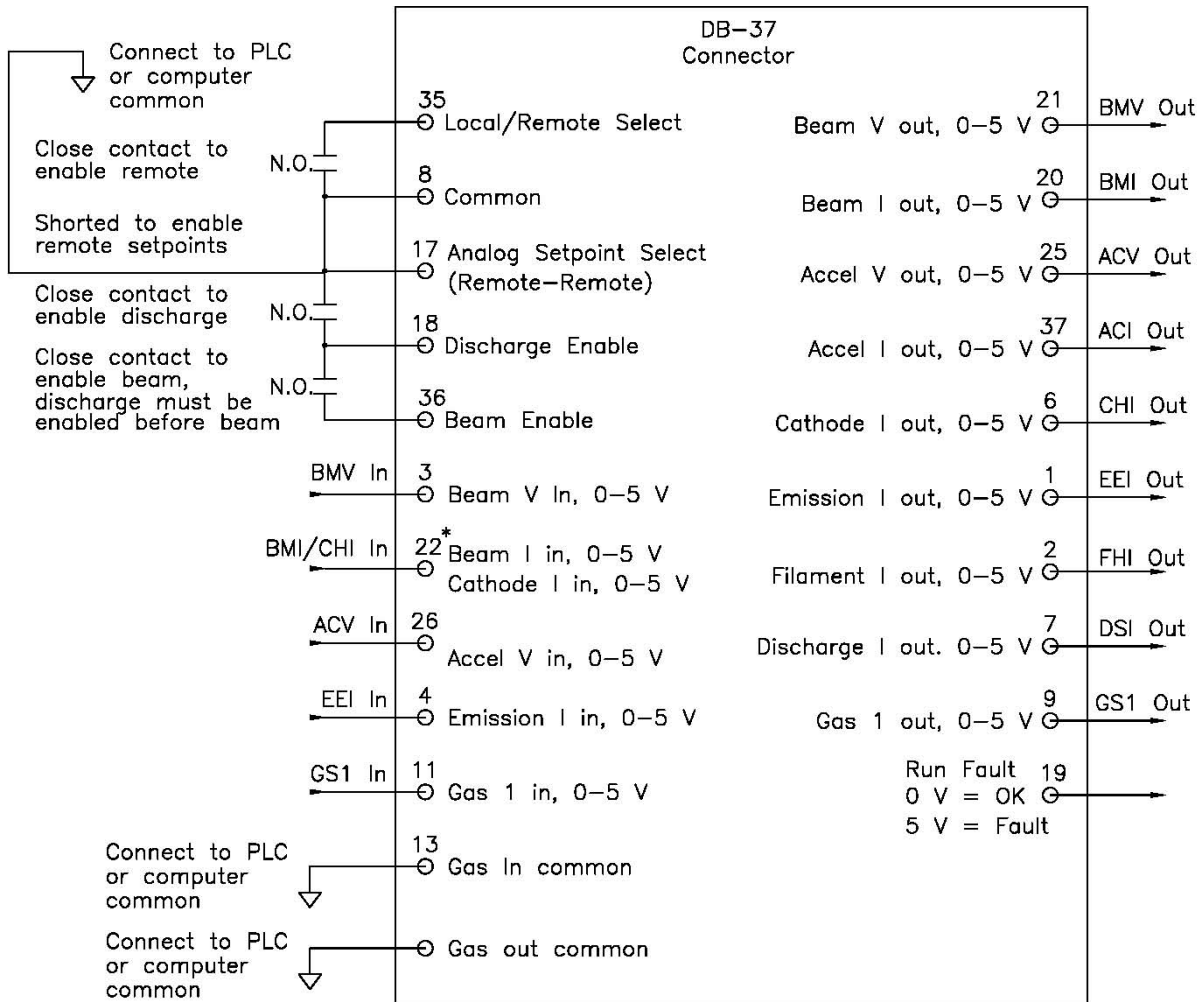 DB-37
Connector
Connect to PLC
or computer
common
35
Local/Remote Select
Close contact to
enable remote
N.O.
8
Common
Shorted to enable
remote setpoints
17
Analog Setpoint Select
(Remote-Remote)
Close contact to
enable discharge
N.O.
18
Discharge Enable
Close contact to
enable beam,
discharge must be
enabled before beam
N.O.
36
Beam Enable
BMV In
3
Beam V In, 0-5 V
BMI/CHI In
22*
Beam I in, 0-5 V
Cathode I in, 0-5 V
ACV In
26
Accel V in, 0-5 V
EEI In
4
Emission I in, 0-5 V
GS1 In
11
Gas 1 in, 0-5 V
Connect to PLC
or computer
common
13
Gas In common
Connect to PLC
or computer
common
Gas out common
21
Beam V out, 0-5 V
BMV Out
20
Beam I out, 0-5 V
BMI Out
25
Accel V out, 0-5 V
ACV Out
37
Accel I out, 0-5 V
ACI Out
6
Cathode I out, 0-5 V
CHI Out
1
Emission I out, 0-5 V
EEI Out
2
Filament I out, 0-5 V
FHI Out
7
Discharge I out. 0-5 V
DSI Out
9
Gas 1 out, 0-5 V
GS1 Out
Run Fault
19
0 V = OK
5 V = Fault